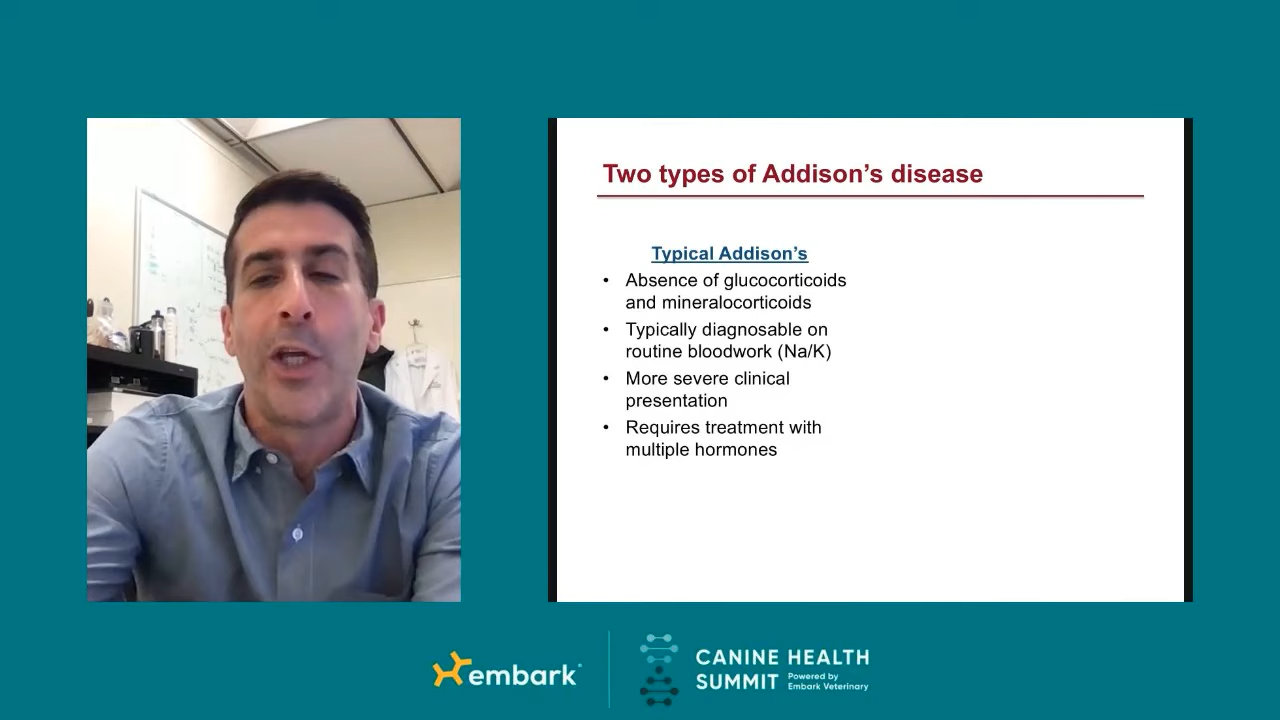 Two types of Addison's disease
Typical Addison's
• Absence of glucocorticoids
and mineralocorticoids
• Typically diagnosable on
routine bloodwork (Na/K)
• More severe clinical
presentation
• Requires treatment with
multiple hormones
embark
CANINE HEALTH
SUMMIT
Powered by
Embark Veterinary